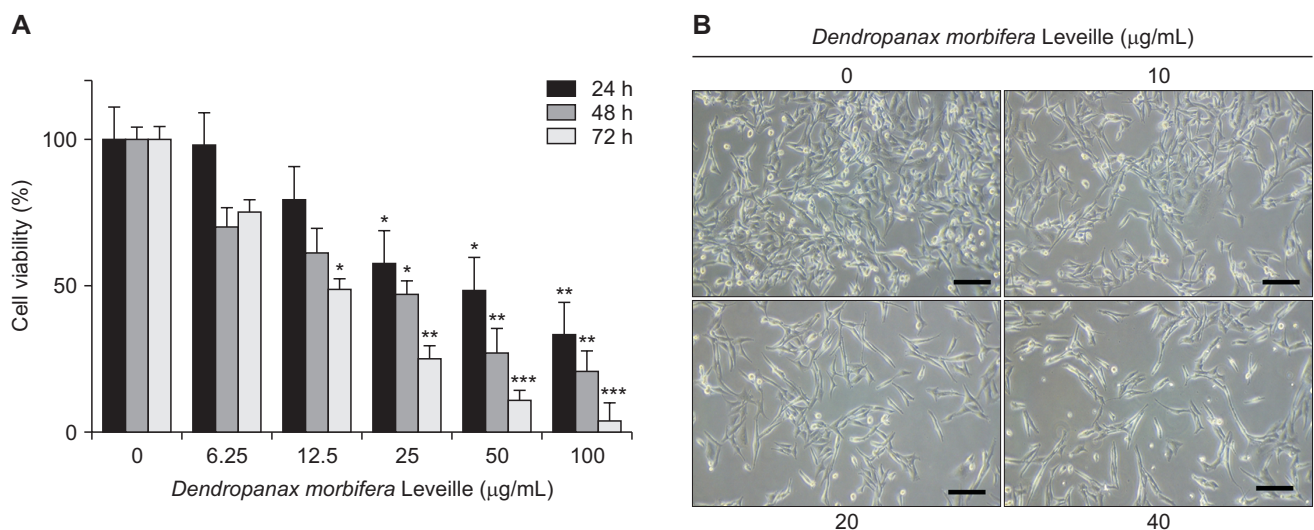 A
24 h
48 h
72 h
100
50
0
Cell viability (%)
* * * * * ** ** *** ** ** ***
0 6.25 12.5 25 50 100
Dendropanax morbifera Leveille (μg/mL)
B
Dendropanax morbifera Leveille (μg/mL)
0 10
20 40